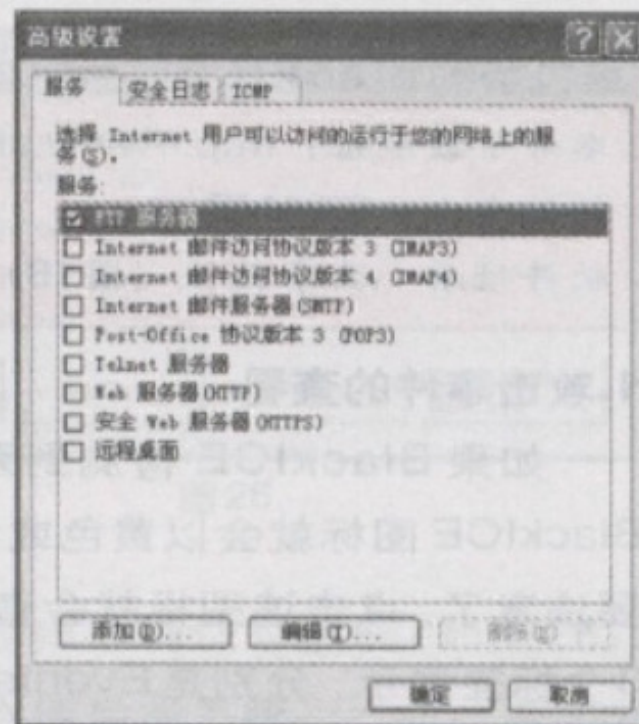 高级设置
服务 安全日志 ICMP
选择 Internet 用户可以访问的运行于您的网络上的服
务(S)。
服务:
FTP 服务器
Internet 邮件访问协议版本 3 (IMAP3)
Internet 邮件访问协议版本 4 (IMAP4)
Internet 邮件服务器(SMTP)
Post-Office 协议版本 3 (POP3)
Telnet 服务器
Web 服务器(HTTP)
安全 Web 服务器(HTTPS)
远程桌面
添加(D)... 编辑(T)... 删除(E)
确定 取消